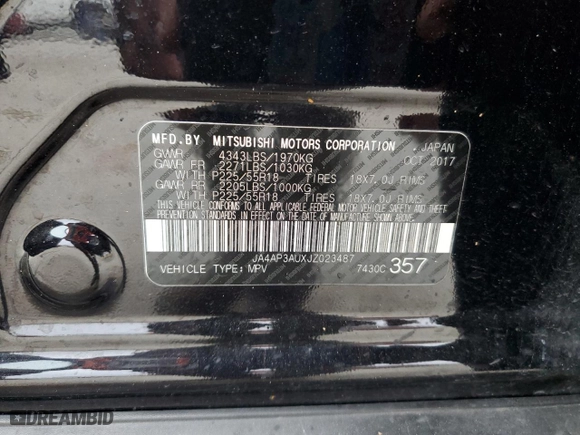 MFD.BY MITSUBISHI MOTORS CORPORATION , JAPAN
GVWR 4343LBS/1970KG OCT 2017
GAWR FR 2271LBS/1030KG
WITH P225/55R18 TIRES 18X7.0J RIMS
GAWR RR 2205LBS/1000KG
WITH P225/55R18 TIRES 18X7.0J RIMS
THIS VEHICLE CONFORMS TO ALL APPLICABLE FEDERAL MOTOR VEHICLE SAFETY AND THEFT
PREVENTION STANDARDS IN EFFECT ON THE DATE OF MANUFACTURE SHOWN ABOVE.
JA4AP3AUXJZ023487
VEHICLE TYPE: MPV 7430C 357
DREAMBID